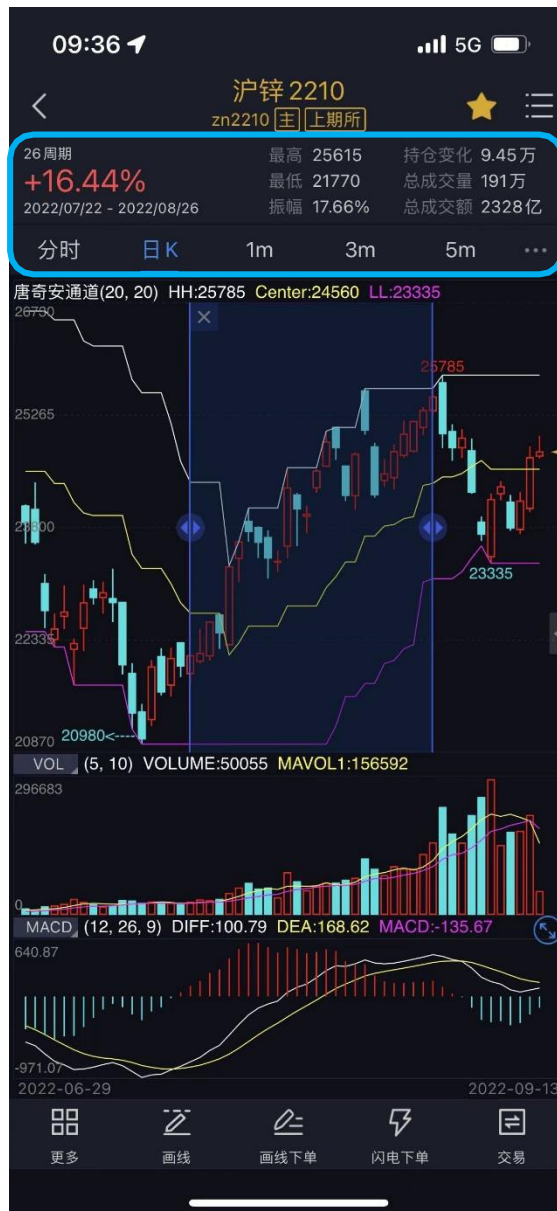 09:36 5G
沪锌 2210
zn2210 主 上期所
26周期 最高 25615 持仓变化 9.45万
+16.44% 最低 21770 总成交量 191万
2022/07/22 - 2022/08/26 振幅 17.66% 总成交额 2328亿
分时 日K 1m 3m 5m
唐奇安通道(20, 20) HH:25785 Center:24560 LL:23335
26730
25785
25265
23800
23335
22335
20980
20870
VOL (5, 10) VOLUME:50055 MAVOL1:156592
296683
0
MACD (12, 26, 9) DIFF:100.79 DEA:168.62 MACD:-135.67
640.87
-971.07
2022-06-29 2022-09-13
更多 画线 画线下单 闪电下单 交易